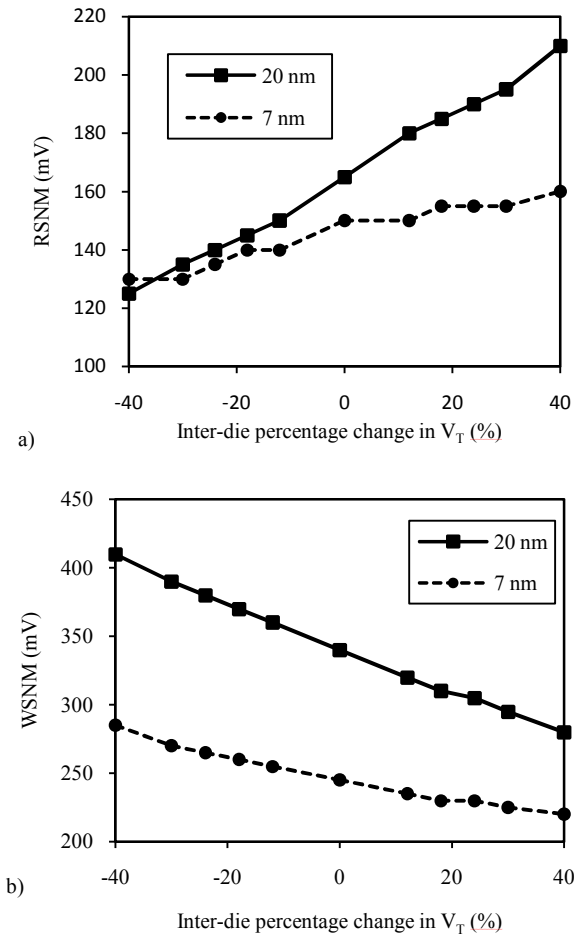 220
200
180
160
140
120
100
RSNM (mV)
20 nm
7 nm
-40 -20 0 20 40
Inter-die percentage change in VT (%)
a)
450
400
350
300
250
200
WSNM (mV)
20 nm
7 nm
-40 -20 0 20 40
b)
Inter-die percentage change in VT (%)